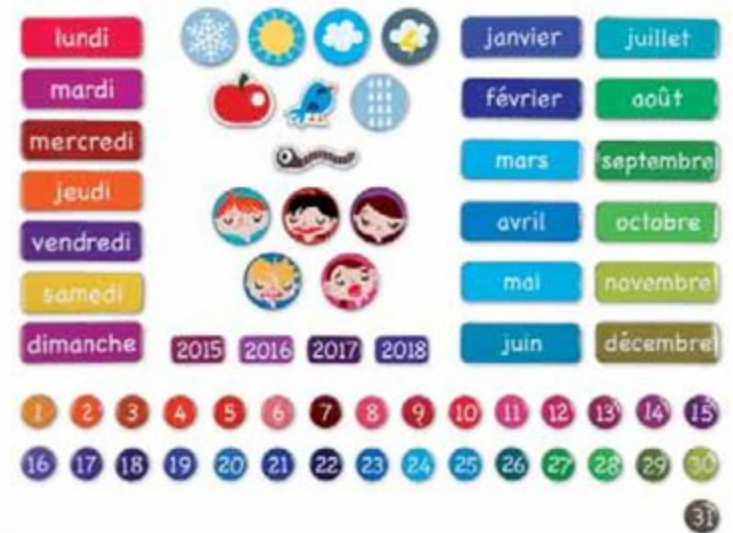 lundi
mardi
mercredi
jeudi
vendredi
samedi
dimanche
2015 2016 2017 2018
janvier juillet
février août
mars septembre
avril octobre
mai novembre
juin décembre
1 2 3 4 5 6 7 8 9 10 11 12 13 14 15
16 17 18 19 20 21 22 23 24 25 26 27 28 29 30
31